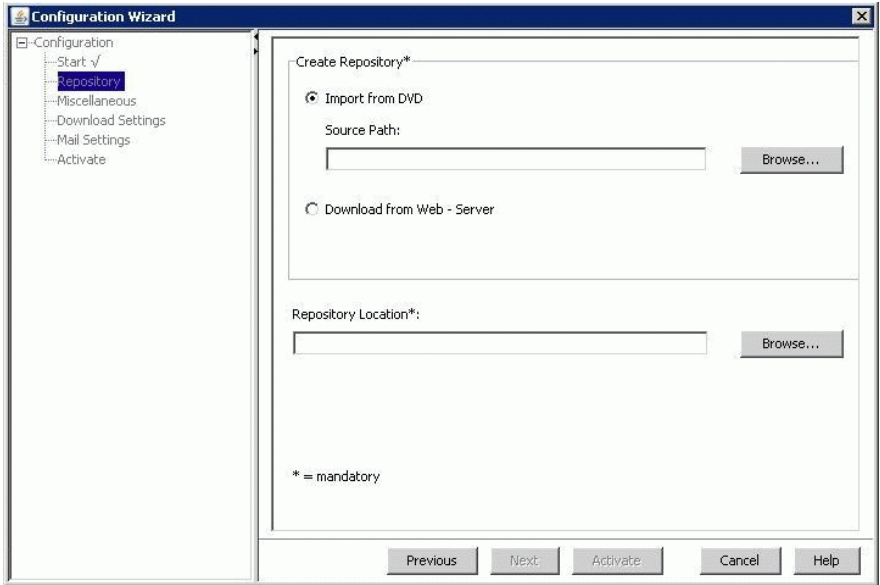 Configuration Wizard
Configuration
Start √
Repository
Miscellaneous
Download Settings
Mail Settings
Activate
Create Repository*
Import from DVD
Source Path:
Browse...
Download from Web - Server
Repository Location*:
Browse...
* = mandatory
Previous Next Activate Cancel Help